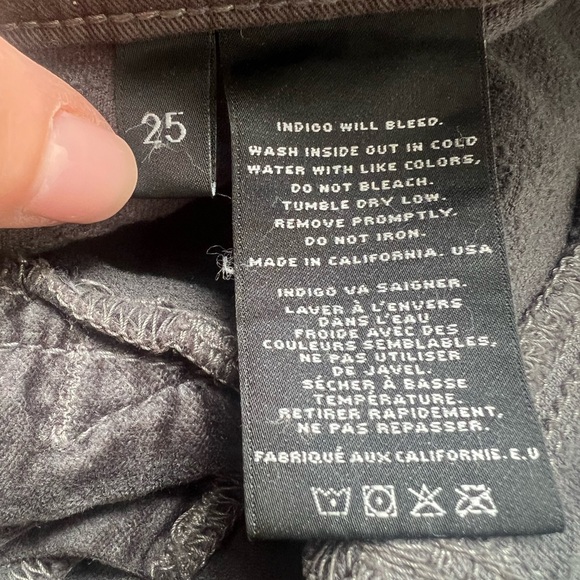 25
INDIGO WILL BLEED.
WASH INSIDE OUT IN COLD
WATER WITH LIKE COLORS,
DO NOT BLEACH.
TUMBLE DRY LOW.
REMOVE PROMPTLY.
DO NOT IRON.
MADE IN CALIFORNIA. USA
INDIGO VA SAIGNER.
LAVER À L'ENVERS
DANS L'EAU
FROIDE AVEC DES
COULEURS SEMBLABLES,
NE PAS UTILISER
DE JAVEL.
SÉCHER À BASSE
TEMPÉRATURE.
RETIRER RAPIDEMENT,
NE PAS REPASSER.
FABRIQUÉ AUX CALIFORNIE. E.U